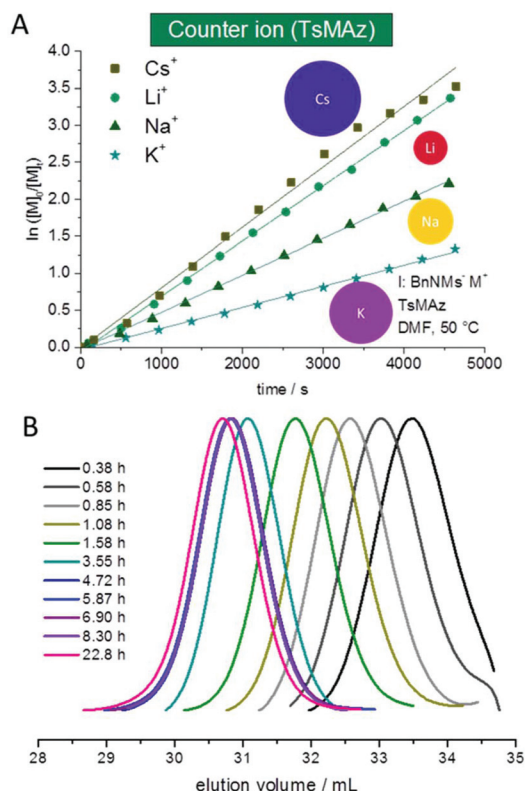 A
Counter ion (TsMAz)
4.0
3.5
3.0
2.5
2.0
1.5
1.0
0.5
0.0
ln ([M]₀/[M]ₜ)
Cs⁺
Li⁺
Na⁺
K⁺
Cs
Li
Na
K
I: BnNMs⁻ M⁺
TsMAz
DMF, 50 °C
0 1000 2000 3000 4000 5000
time / s
B
0.38 h
0.58 h
0.85 h
1.08 h
1.58 h
3.55 h
4.72 h
5.87 h
6.90 h
8.30 h
22.8 h
28 29 30 31 32 33 34 35
elution volume / mL